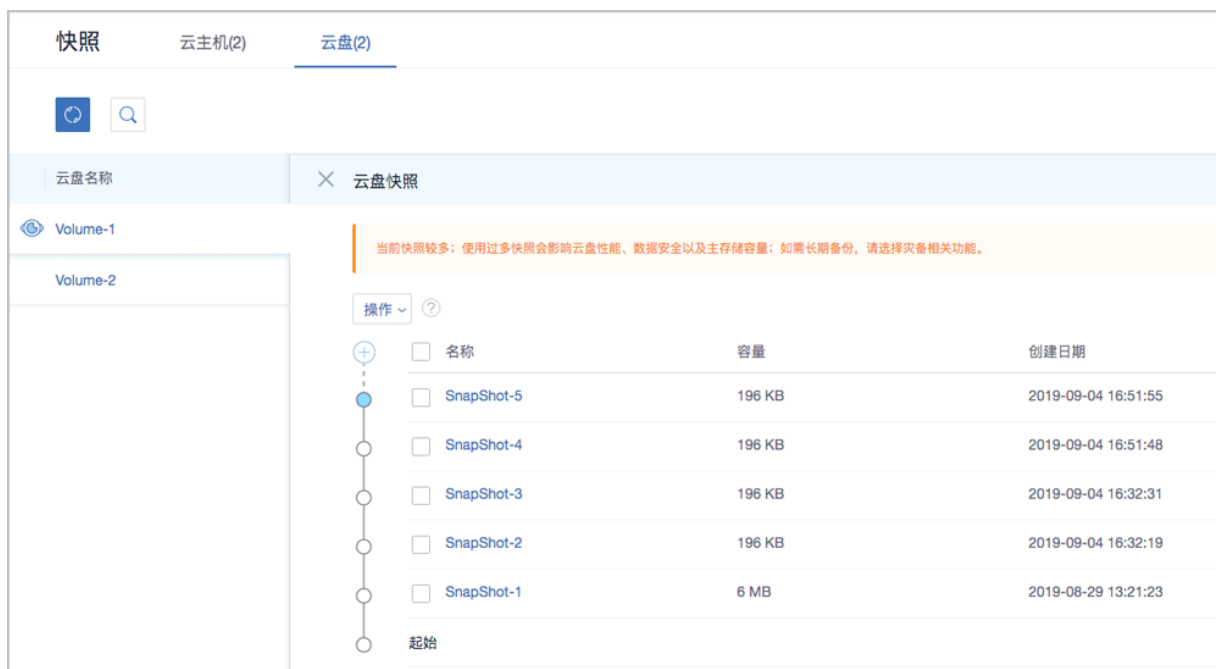 快照 云主机(2) 云盘(2)
云盘名称
Volume-1
Volume-2
云盘快照
当前快照较多；使用过多快照会影响云盘性能、数据安全以及主存储容量；如需长期备份，请选择灾备相关功能。
操作
名称 容量 创建日期
SnapShot-5 196 KB 2019-09-04 16:51:55
SnapShot-4 196 KB 2019-09-04 16:51:48
SnapShot-3 196 KB 2019-09-04 16:32:31
SnapShot-2 196 KB 2019-09-04 16:32:19
SnapShot-1 6 MB 2019-08-29 13:21:23
起始